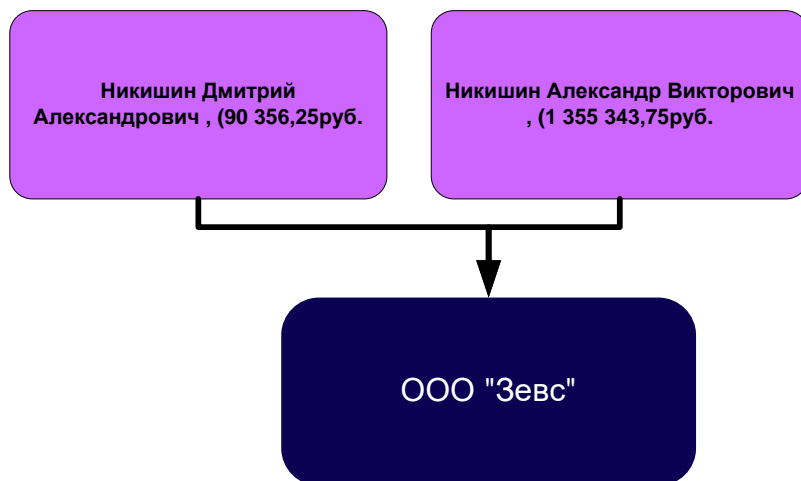 Никишин Дмитрий
Александрович , (90 356,25руб.
Никишин Александр Викторович
, (1 355 343,75руб.
ООО "Зевс"